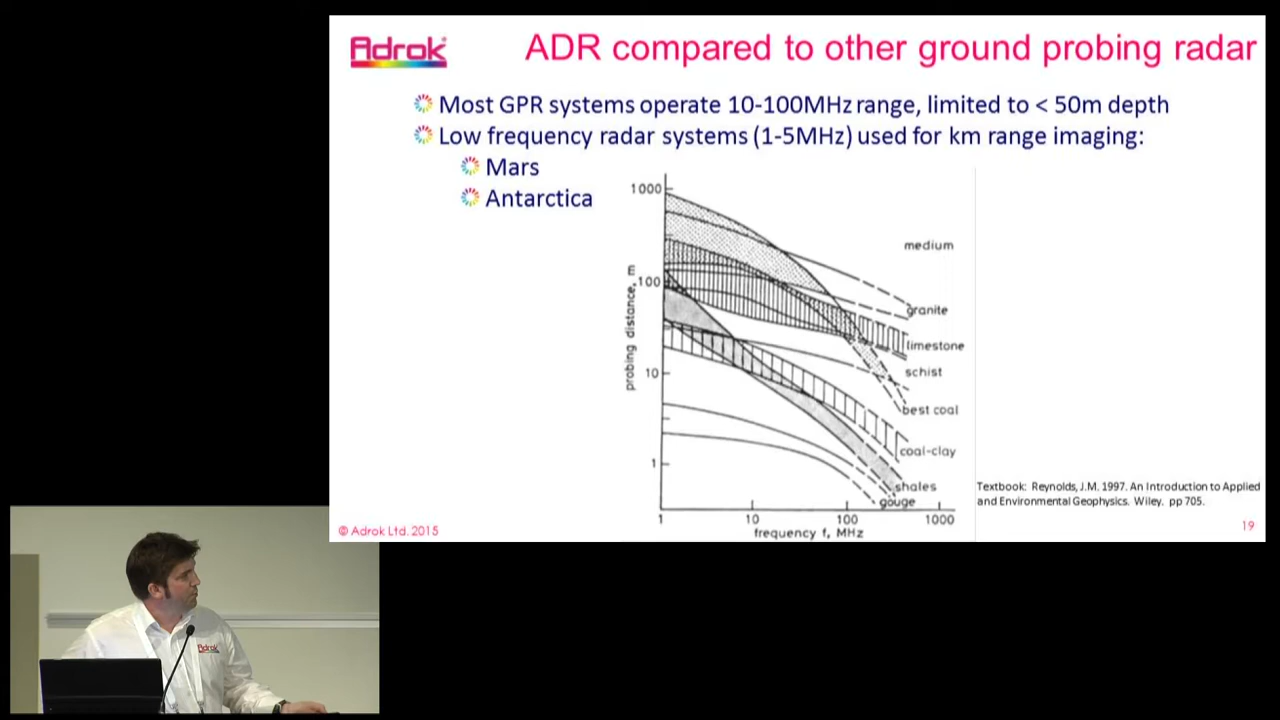 Adrok
ADR compared to other ground probing radar
Most GPR systems operate 10-100MHz range, limited to < 50m depth
Low frequency radar systems (1-5MHz) used for km range imaging:
Mars
Antarctica
1000
100
10
1
probing distance, m
medium
granite
limestone
schist
best coal
coal-clay
shales
gouge
1 10 100 1000
frequency f, MHz
Textbook: Reynolds, J.M. 1997. An Introduction to Applied
and Environmental Geophysics. Wiley. pp 705.
© Adrok Ltd. 2015
19
Adrok